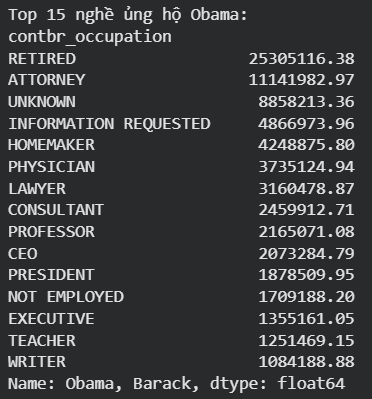 Top 15 nghề ủng hộ Obama:
contbr_occupation
RETIRED 25305116.38
ATTORNEY 11141982.97
UNKNOWN 8858213.36
INFORMATION REQUESTED 4866973.96
HOMEMAKER 4248875.80
PHYSICIAN 3735124.94
LAWYER 3160478.87
CONSULTANT 2459912.71
PROFESSOR 2165071.08
CEO 2073284.79
PRESIDENT 1878509.95
NOT EMPLOYED 1709188.20
EXECUTIVE 1355161.05
TEACHER 1251469.15
WRITER 1084188.88
Name: Obama, Barack, dtype: float64